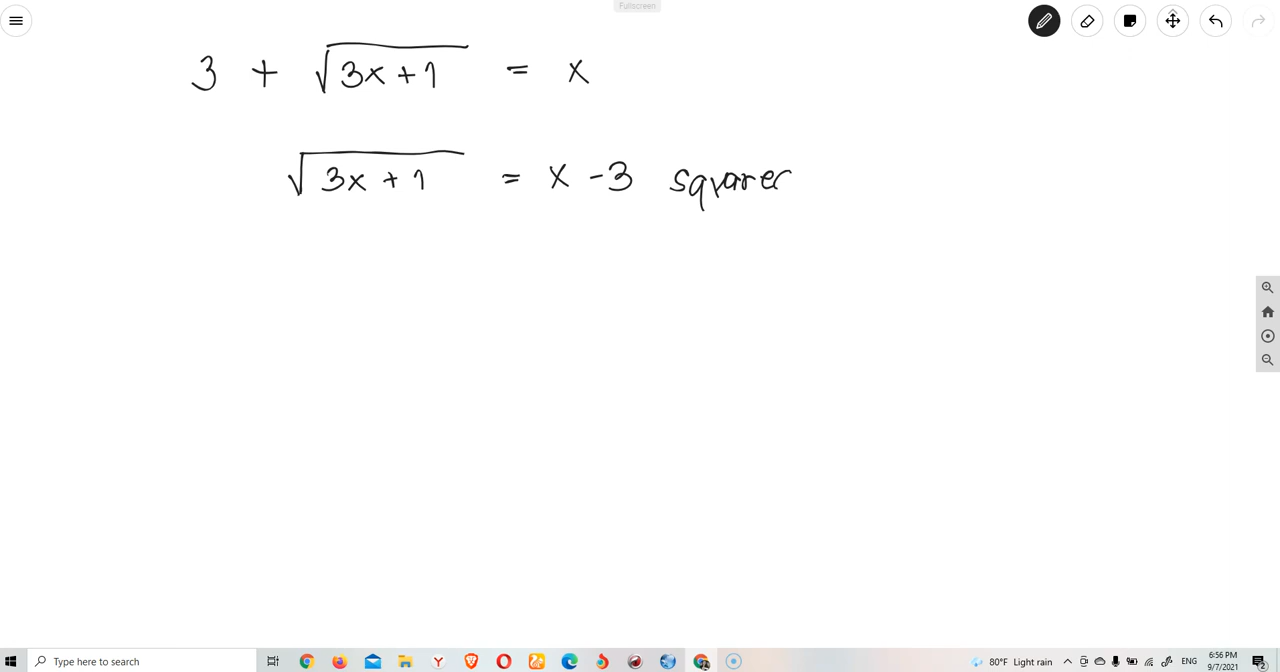 Fullscreen
3 + √(3x+1) = x
√(3x+1) = x -3 squarer
Type here to search
80°F Light rain
ENG
6:56 PM
9/7/2021
2